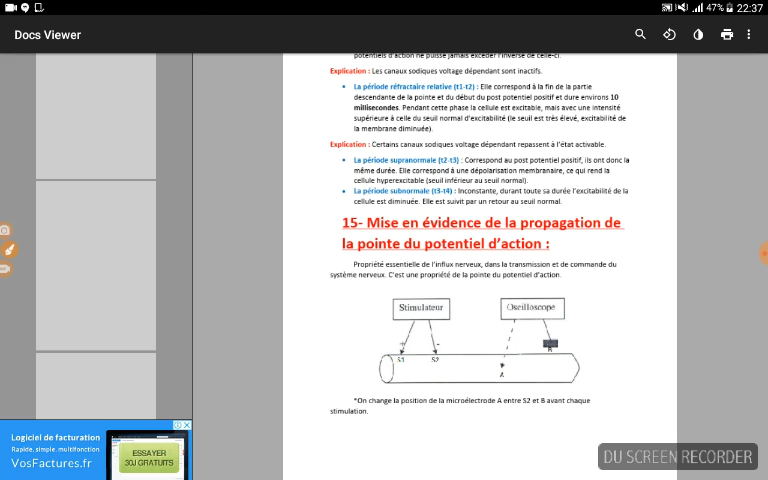 47% 22:37
Docs Viewer
potentiels d'action ne puisse jamais excéder l'inverse de celle-ci.
Explication : Les canaux sodiques voltage dépendant sont inactifs.
• La période réfractaire relative (t1-t2) : Elle correspond à la fin de la partie
descendante de la pointe et du début du post potentiel positif et dure environs 10
millisecondes. Pendant cette phase la cellule est excitable, mais avec une intensité
supérieure à celle du seuil normal d'excitabilité (le seuil est très élevé, excitabilité de
la membrane diminuée).
Explication : Certains canaux sodiques voltage dépendant repassent à l'état activable.
• La période supranormale (t2-t3) : Correspond au post potentiel positif, ils ont donc la
même durée. Elle correspond à une dépolarisation membranaire, ce qui rend la
cellule hyperexcitable (seuil inférieur au seuil normal).
• La période subnormale (t3-t4) : Inconstante, durant toute sa durée l'excitabilité de la
cellule est diminuée. Elle est suivit par un retour au seuil normal.
15- Mise en évidence de la propagation de
la pointe du potentiel d'action :
Propriété essentielle de l'influx nerveux, dans la transmission et de commande du
système nerveux. C'est une propriété de la pointe du potentiel d'action.
Stimulateur Oscilloscope
+ -
B
S1 S2
A
*On change la position de la microélectrode A entre S2 et B avant chaque
stimulation.
Logiciel de facturation
Rapide, simple, multifonction
VosFactures.fr
ESSAYER
30J GRATUITS
DU SCREEN RECORDER